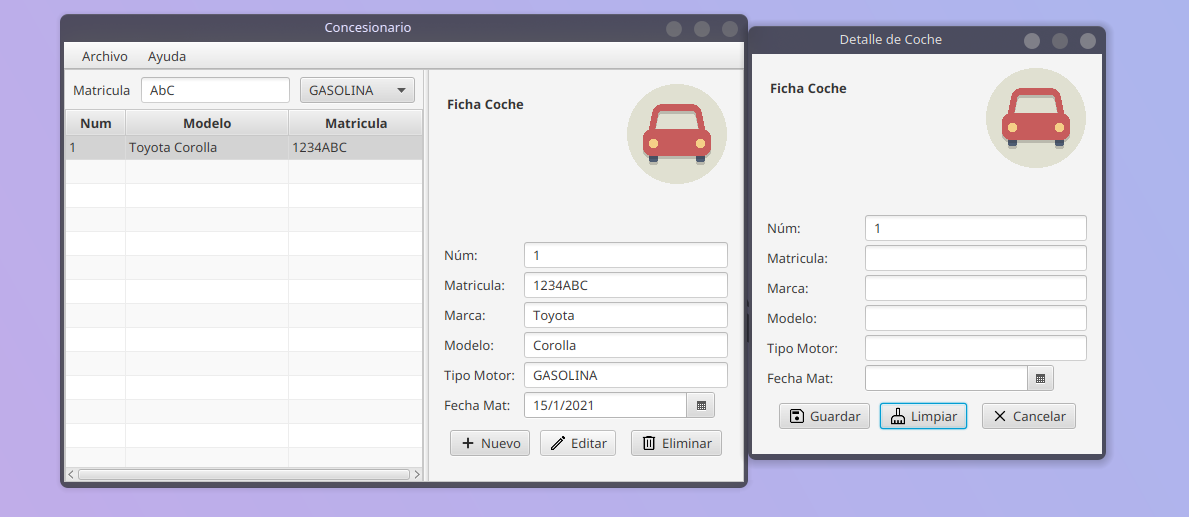 Concesionario
Archivo Ayuda
Matricula AbC GASOLINA
Num Modelo Matricula
1 Toyota Corolla 1234ABC
Ficha Coche
Núm: 1
Matricula: 1234ABC
Marca: Toyota
Modelo: Corolla
Tipo Motor: GASOLINA
Fecha Mat: 15/1/2021
Nuevo Editar Eliminar
Detalle de Coche
Ficha Coche
Núm: 1
Matricula:
Marca:
Modelo:
Tipo Motor:
Fecha Mat:
Guardar Limpiar Cancelar